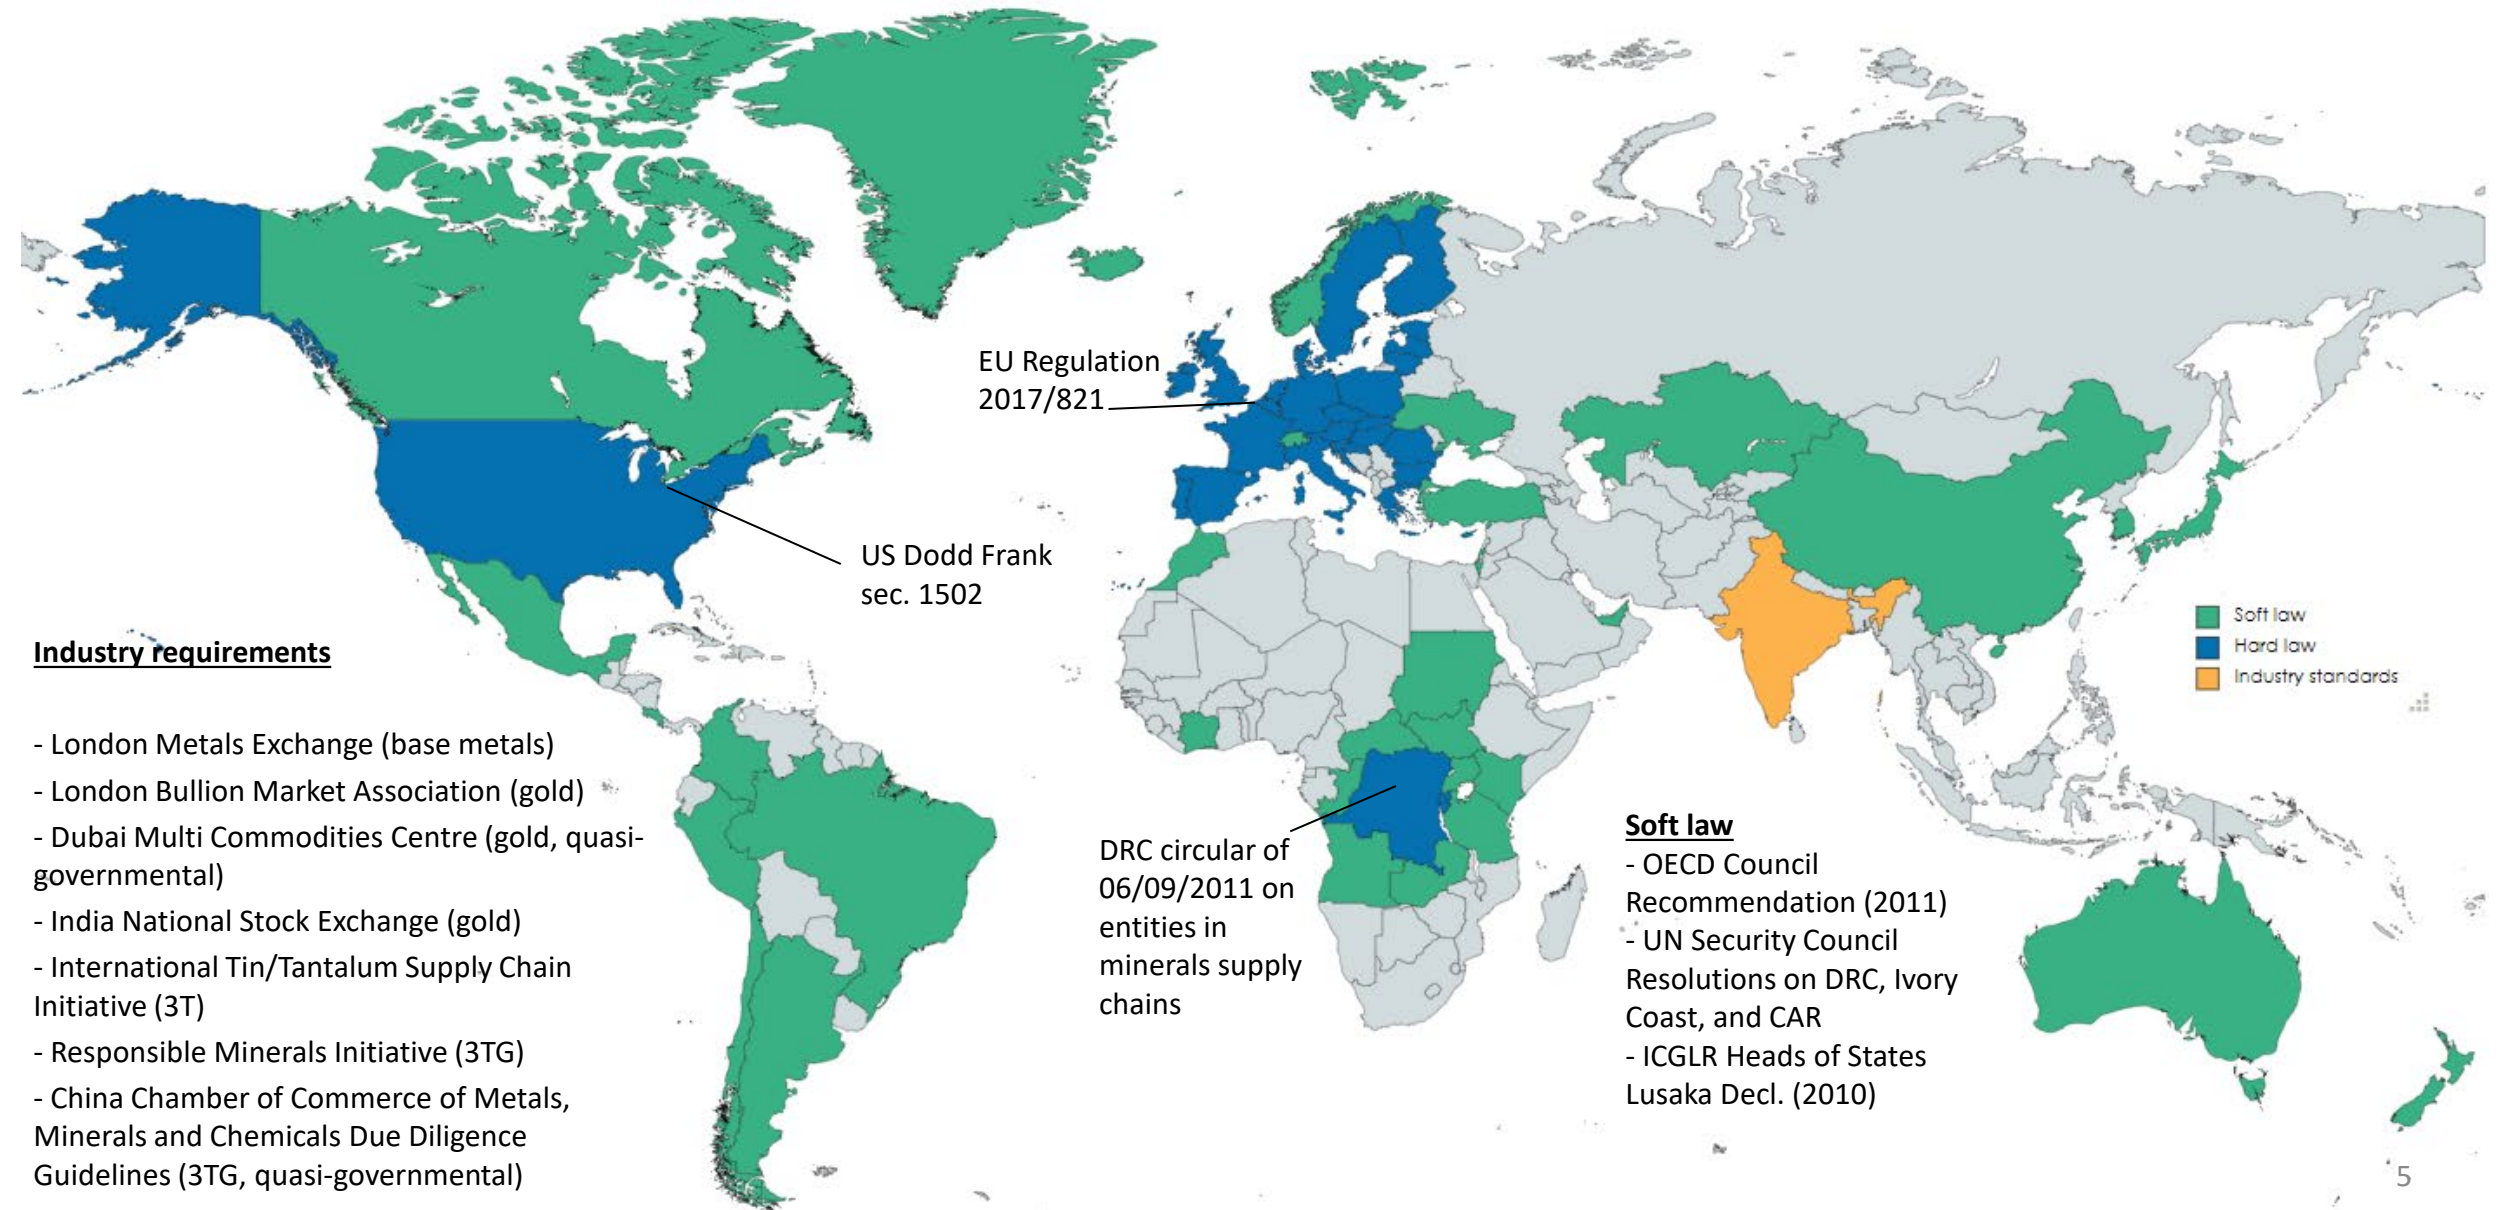 EU Regulation
2017/821
US Dodd Frank
sec. 1502
Industry requirements
- London Metals Exchange (base metals)
- London Bullion Market Association (gold)
- Dubai Multi Commodities Centre (gold, quasi-
governmental)
- India National Stock Exchange (gold)
- International Tin/Tantalum Supply Chain
Initiative (3T)
- Responsible Minerals Initiative (3TG)
- China Chamber of Commerce of Metals,
Minerals and Chemicals Due Diligence
Guidelines (3TG, quasi-governmental)
DRC circular of
06/09/2011 on
entities in
minerals supply
chains
Soft law
Hard law
Industry standards
Soft law
- OECD Council
Recommendation (2011)
- UN Security Council
Resolutions on DRC, Ivory
Coast, and CAR
- ICGLR Heads of States
Lusaka Decl. (2010)
5